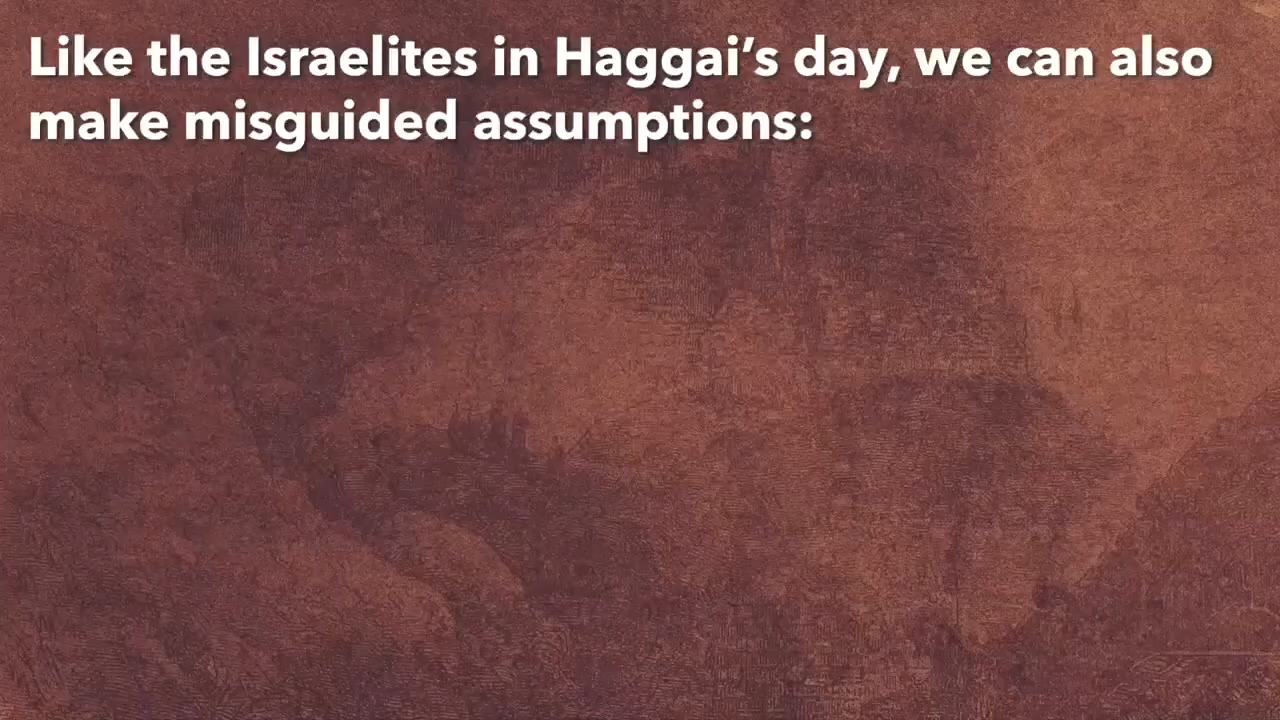 Like the Israelites in Haggai’s day, we can also
make misguided assumptions: